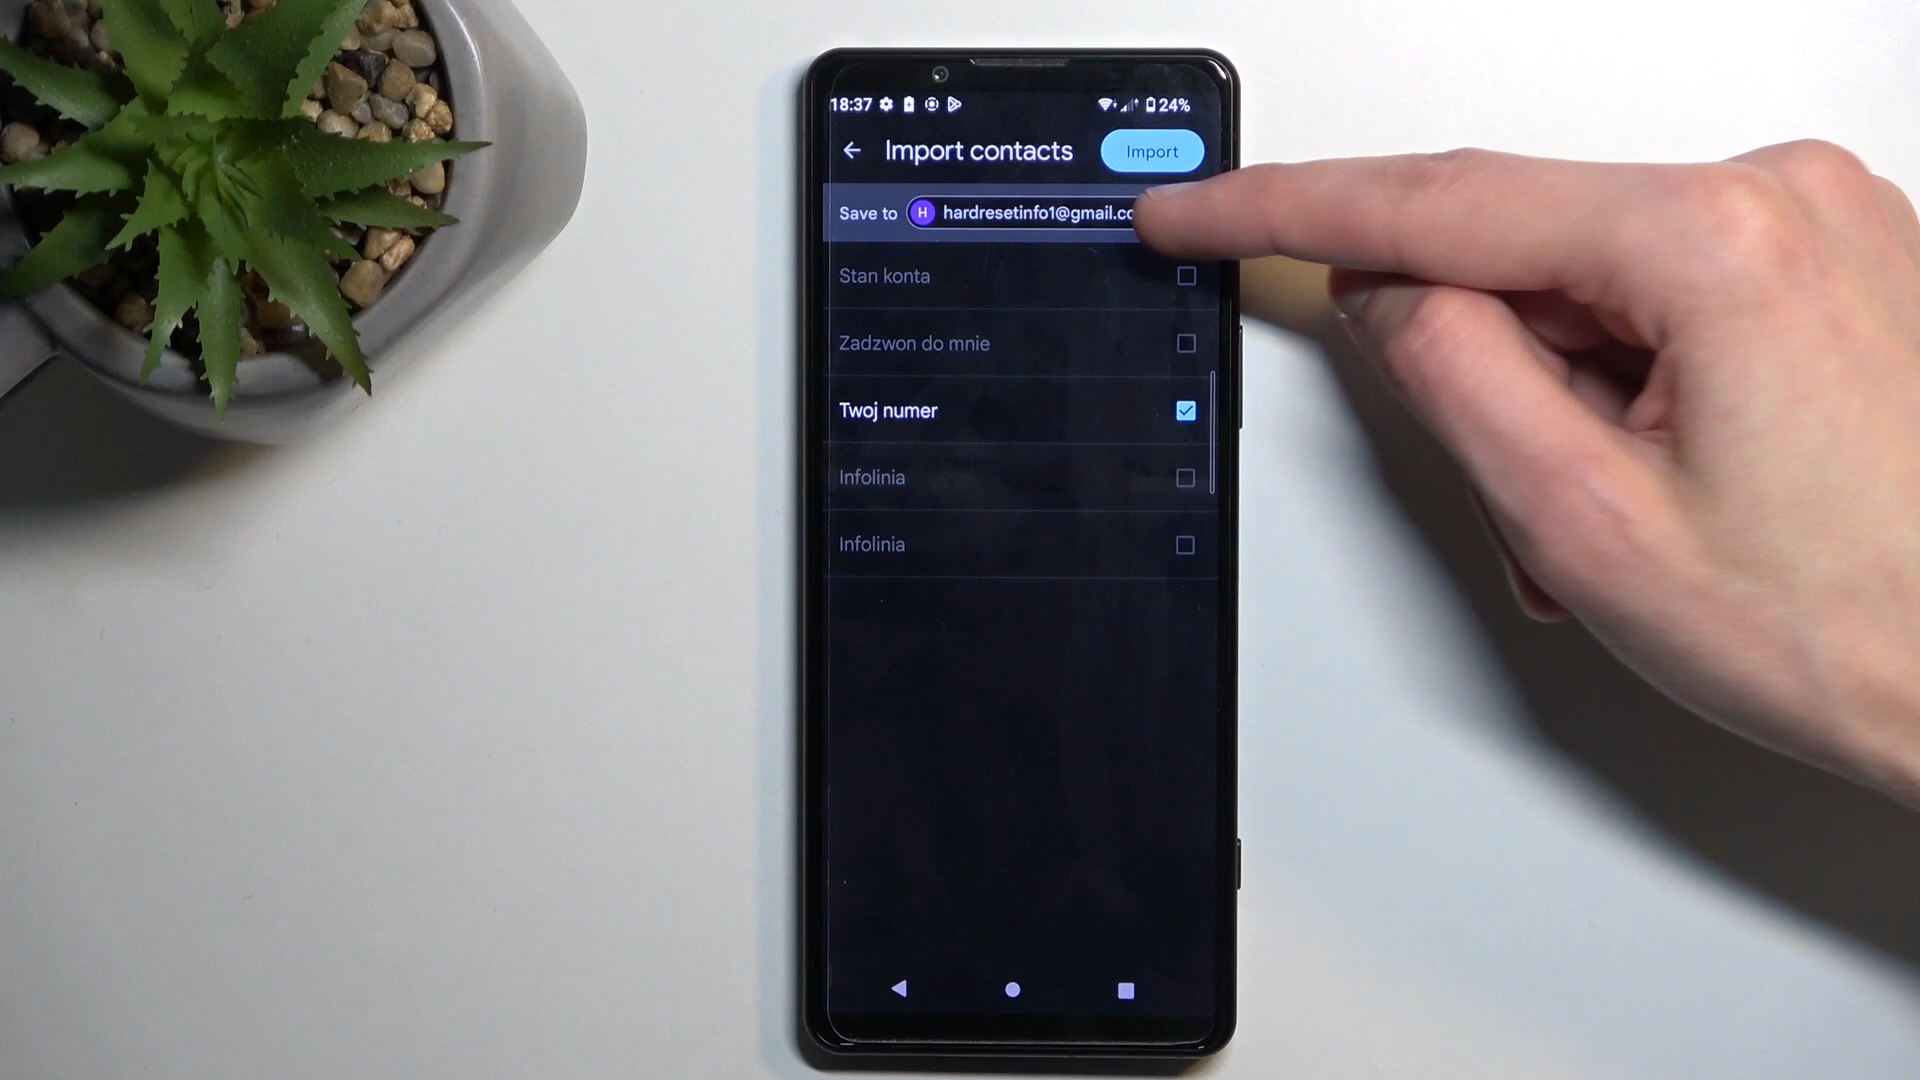 18:37 24%
Import contacts Import
Save to H hardresetinfo1@gmail.co
Stan konta
Zadzwon do mnie
Twoj numer
Infolinia
Infolinia